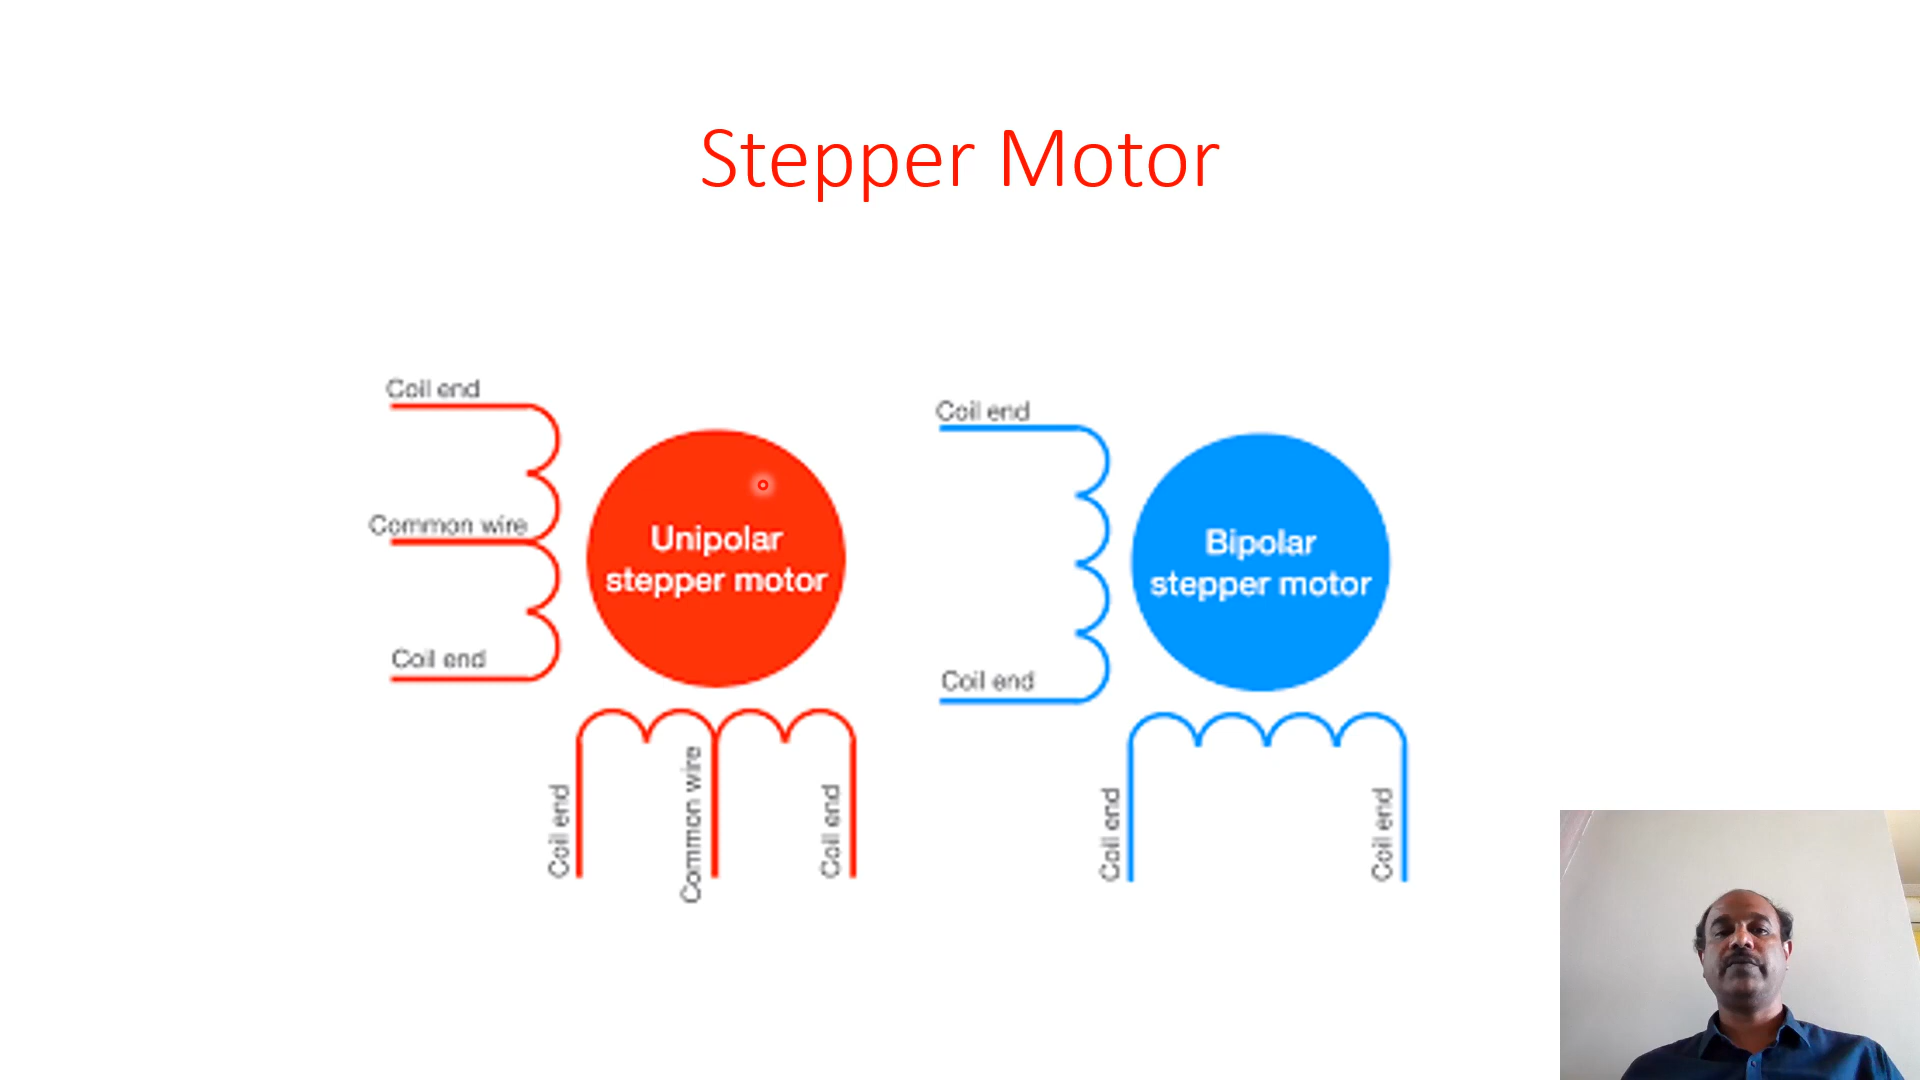 Stepper Motor
Coil end
Common wire
Coil end
Unipolar
stepper motor
Coil end
Common wire
Coil end
Coil end
Coil end
Bipolar
stepper motor
Coil end
Coil end